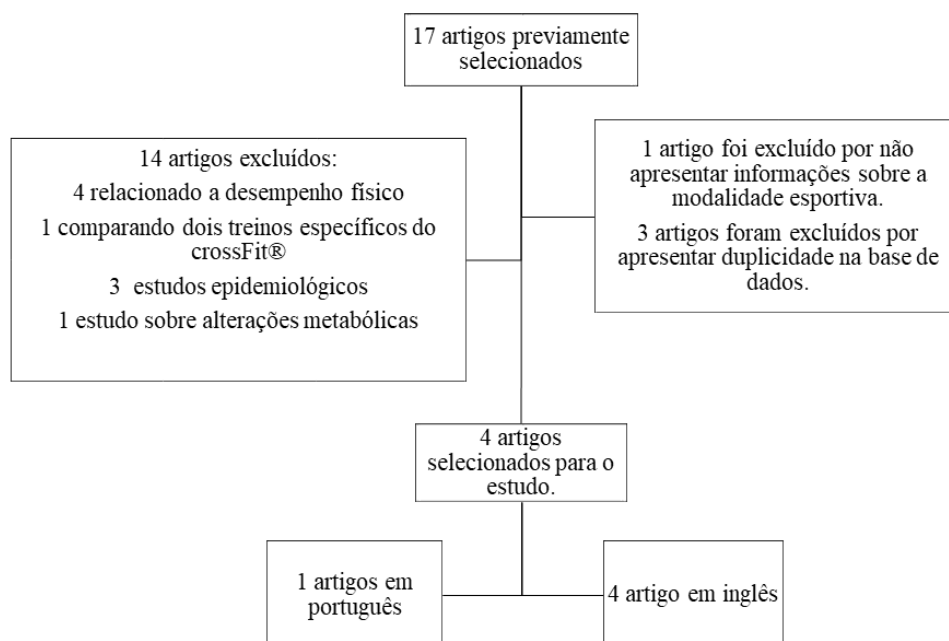 17 artigos previamente
selecionados
14 artigos excluídos:
4 relacionado a desempenho físico
1 comparando dois treinos específicos do
crossFit®
3 estudos epidemiológicos
1 estudo sobre alterações metabólicas
1 artigo foi excluído por não
apresentar informações sobre a
modalidade esportiva.
3 artigos foram excluídos por
apresentar duplicidade na base de
dados.
4 artigos
selecionados para o
estudo.
1 artigos em
português
4 artigo em inglês